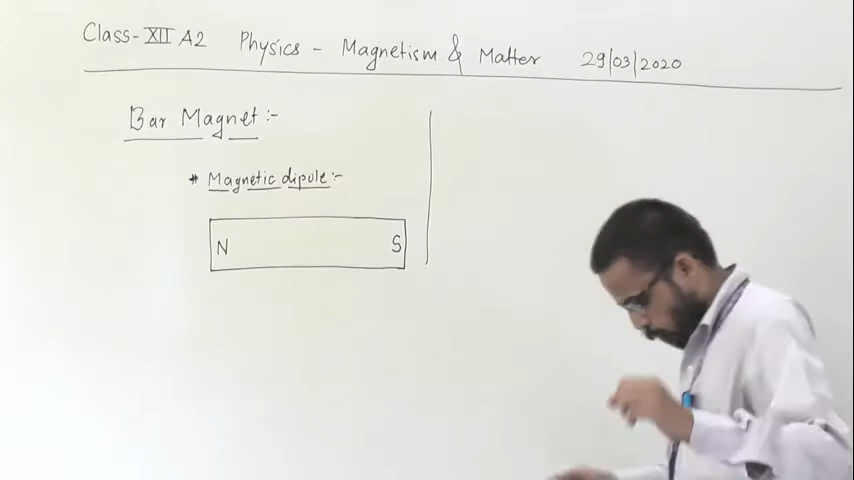 Class-XII A2 Physics - Magnetism & Matter 29/03/2020
Bar Magnet :-
* Magnetic dipole :-
N S